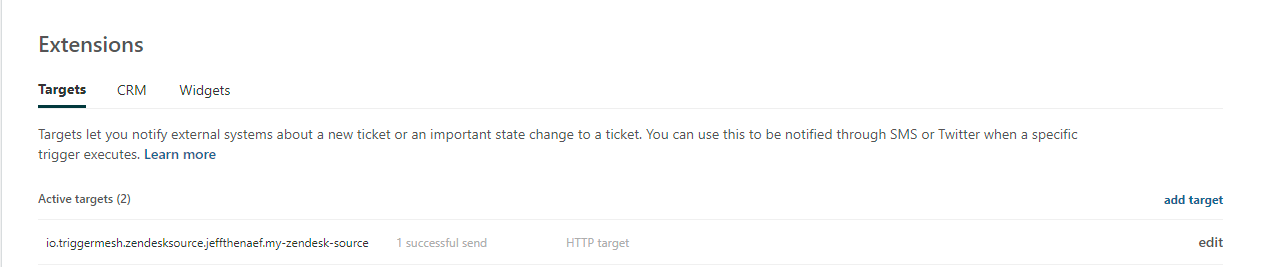 Extensions
Targets CRM Widgets
Targets let you notify external systems about a new ticket or an important state change to a ticket. You can use this to be notified through SMS or Twitter when a specific
trigger executes. Learn more
Active targets (2) add target
io.triggermesh.zendesksource.jeffthenaef.my-zendesk-source 1 successful send HTTP target edit